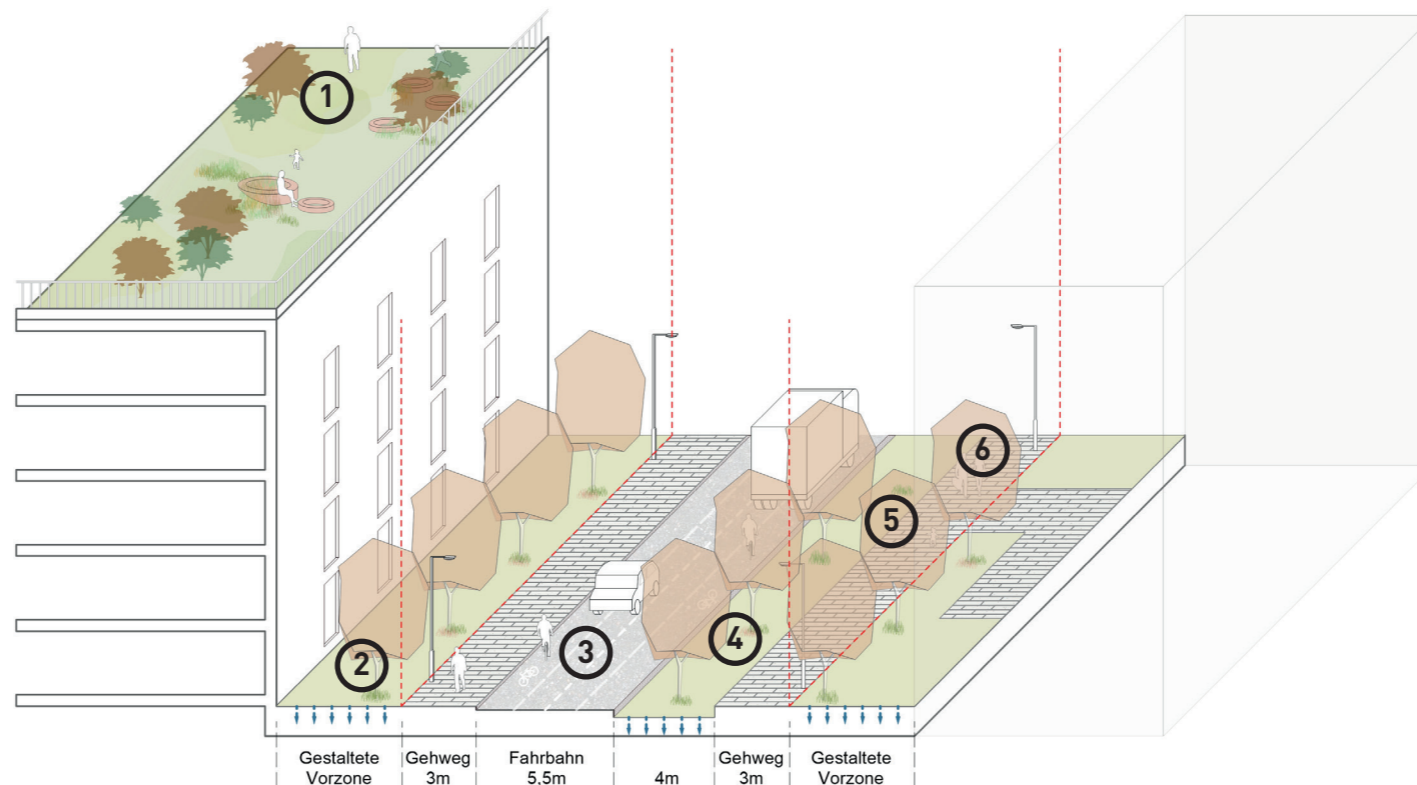 1
2
3
4
5
6
Gestaltete
Vorzone
Gehweg
3m
Fahrbahn
5,5m
4m
Gehweg
3m
Gestaltete
Vorzone